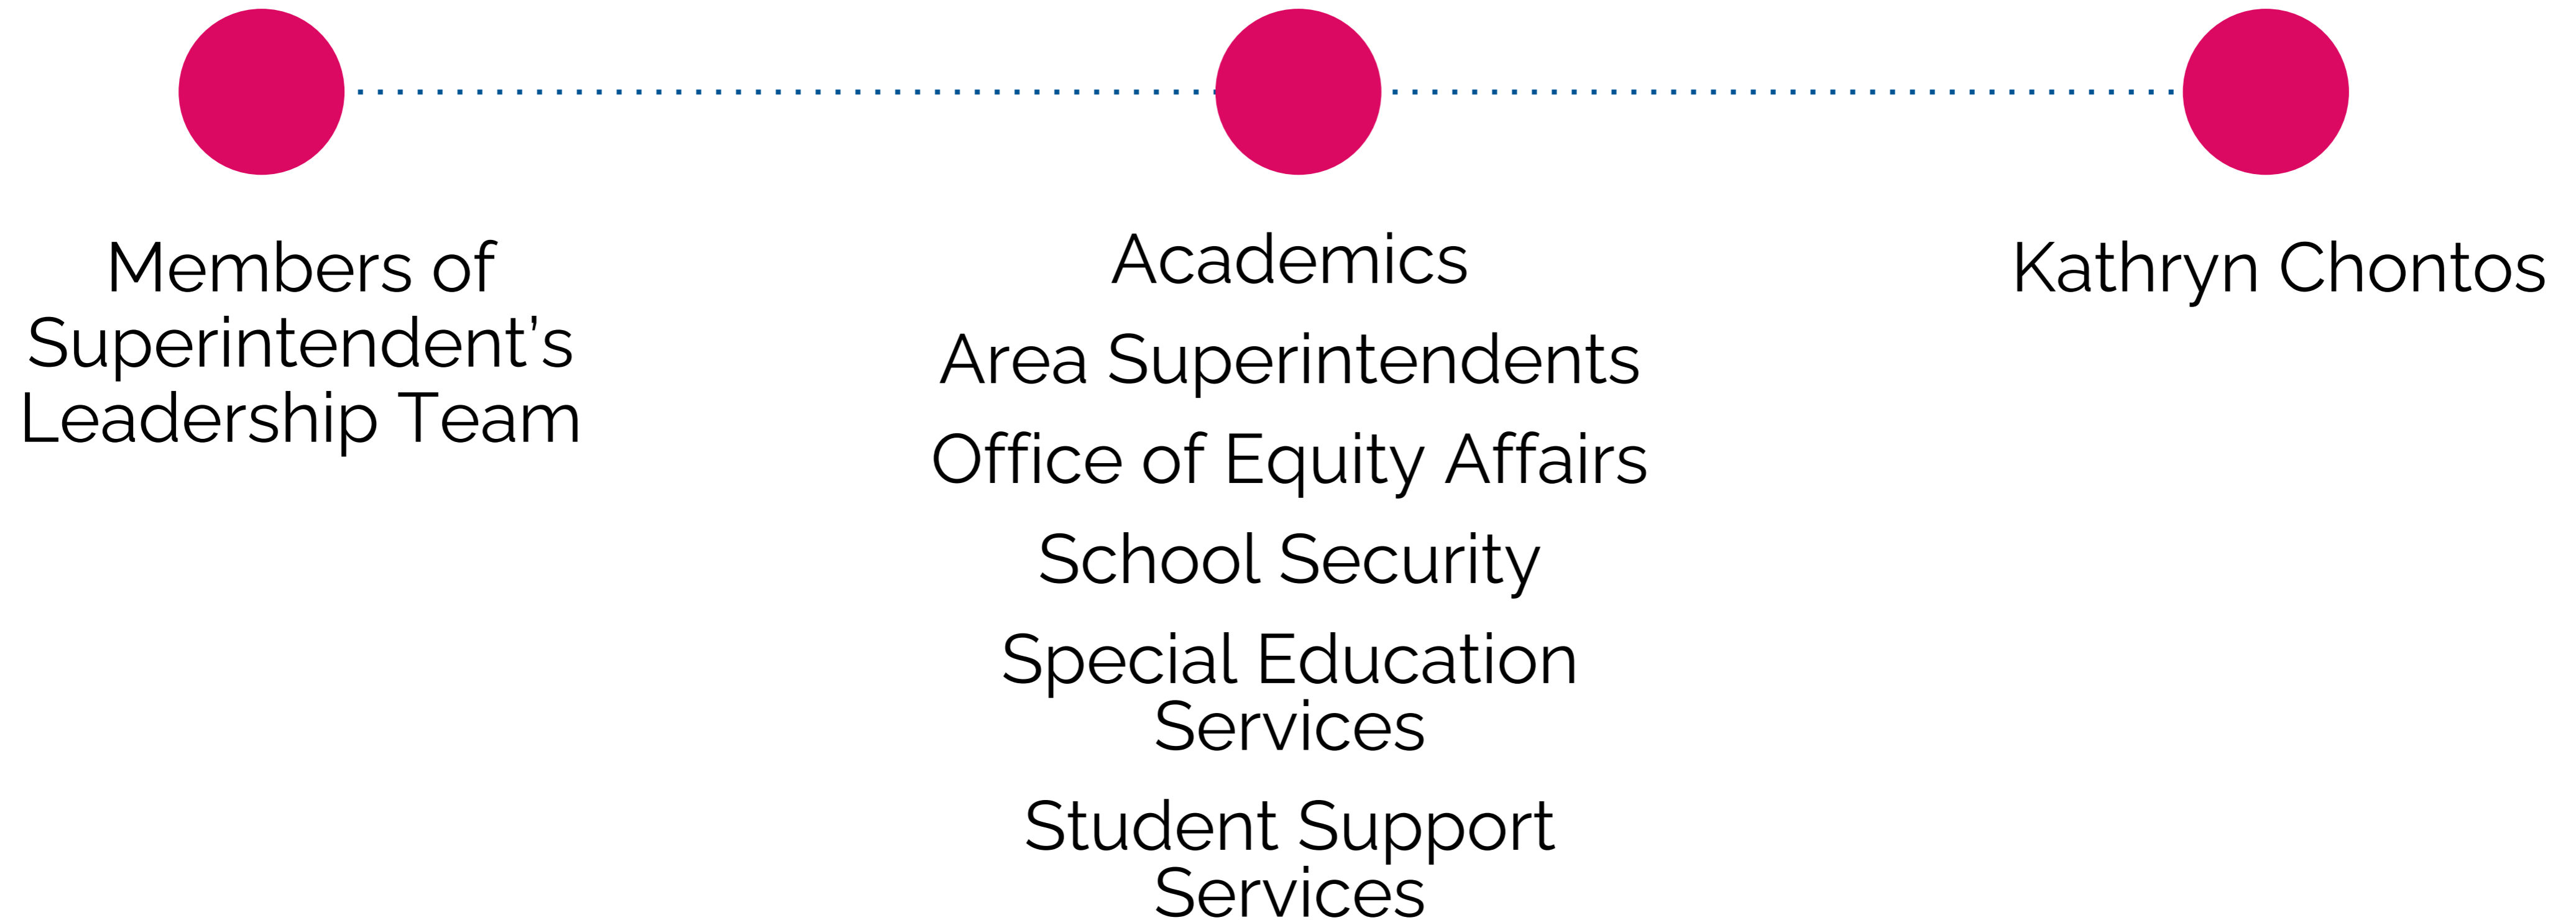 Members of
Superintendent’s
Leadership Team
Academics
Area Superintendents
Office of Equity Affairs
School Security
Special Education
Services
Student Support
Services
Kathryn Chontos